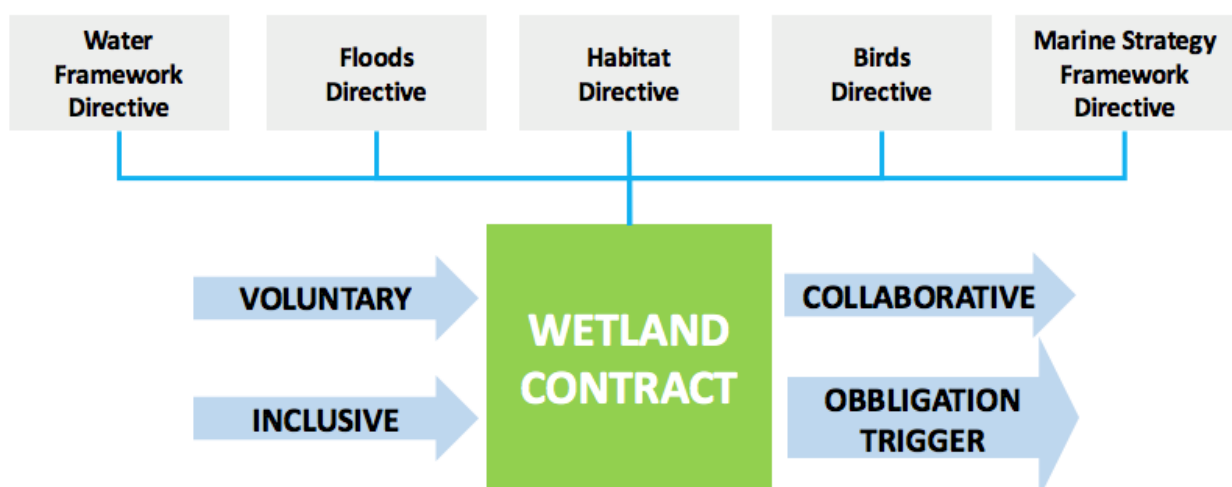 Water
Framework
Directive
Floods
Directive
Habitat
Directive
Birds
Directive
Marine Strategy
Framework
Directive
VOLUNTARY
INCLUSIVE
WETLAND
CONTRACT
COLLABORATIVE
OBBLIGATION
TRIGGER